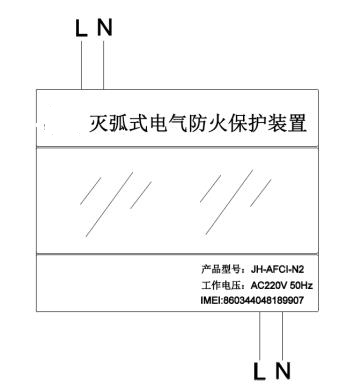 L N
灭弧式电气防火保护装置
产品型号：JH-AFCI-N2
工作电压：AC220V 50Hz
IMEI:860344048189907
L N